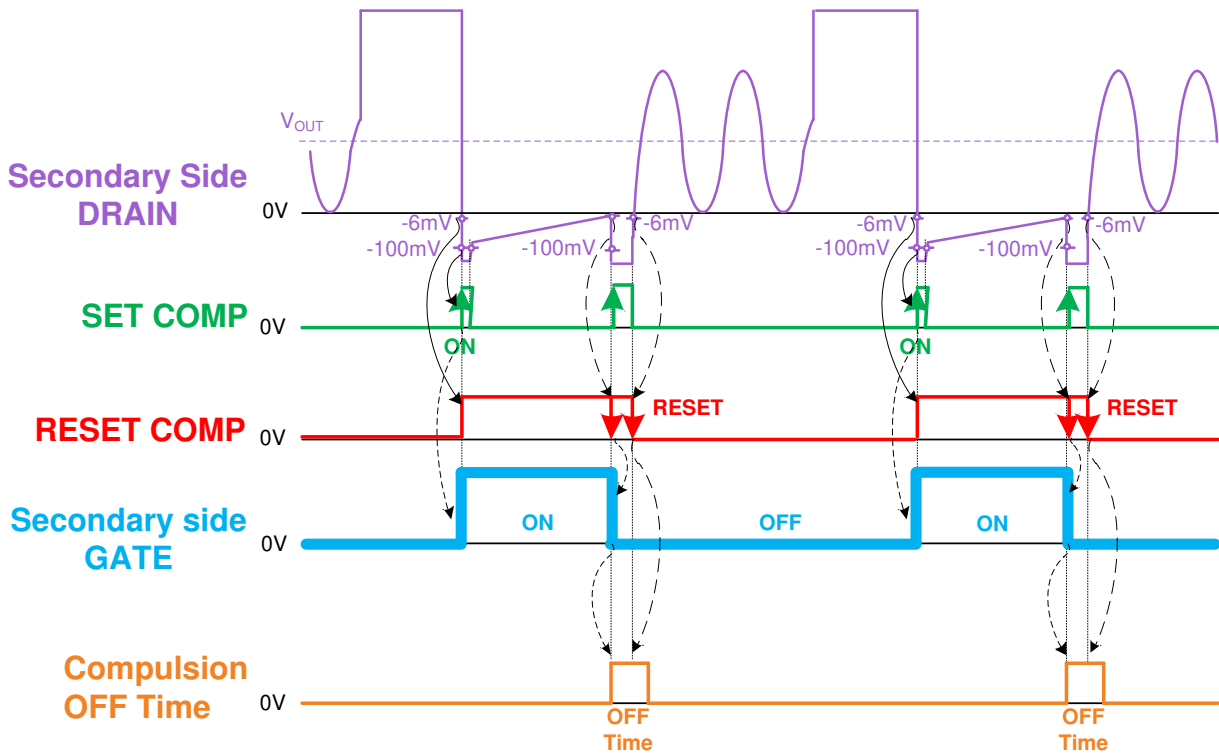 V_OUT
Secondary Side
DRAIN
0V
-6mV
-6mV
-6mV
-6mV
-100mV
-100mV
-100mV
-100mV
SET COMP
0V
ON
ON
RESET COMP
0V
RESET
RESET
Secondary side
GATE
0V
ON
OFF
ON
Compulsion
OFF Time
0V
OFF
Time
OFF
Time